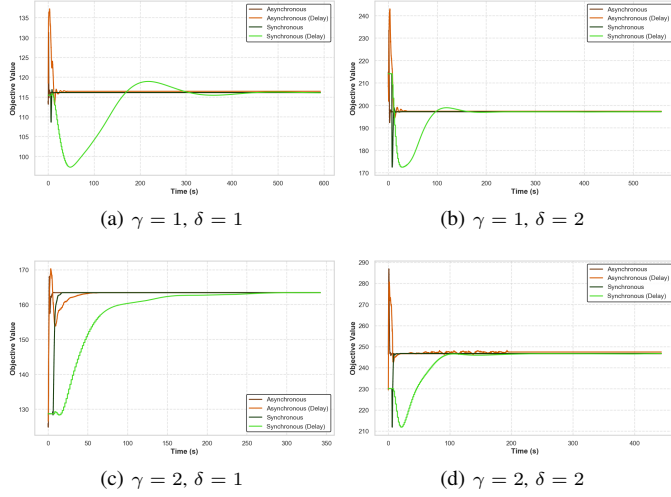 135
130
125
120
115
110
105
100
Objective Value
Asynchronous
Asynchronous (Delay)
Synchronous
Synchronous (Delay)
0 100 200 300 400 500 600
Time (s)
(a) γ = 1, δ = 1
240
230
220
210
200
190
180
170
Objective Value
Asynchronous
Asynchronous (Delay)
Synchronous
Synchronous (Delay)
0 100 200 300 400 500
Time (s)
(b) γ = 1, δ = 2
170
160
150
140
130
Objective Value
Asynchronous
Asynchronous (Delay)
Synchronous
Synchronous (Delay)
0 50 100 150 200 250 300 350
Time (s)
(c) γ = 2, δ = 1
290
280
270
260
250
240
230
220
210
Objective Value
Asynchronous
Asynchronous (Delay)
Synchronous
Synchronous (Delay)
0 100 200 300 400
Time (s)
(d) γ = 2, δ = 2